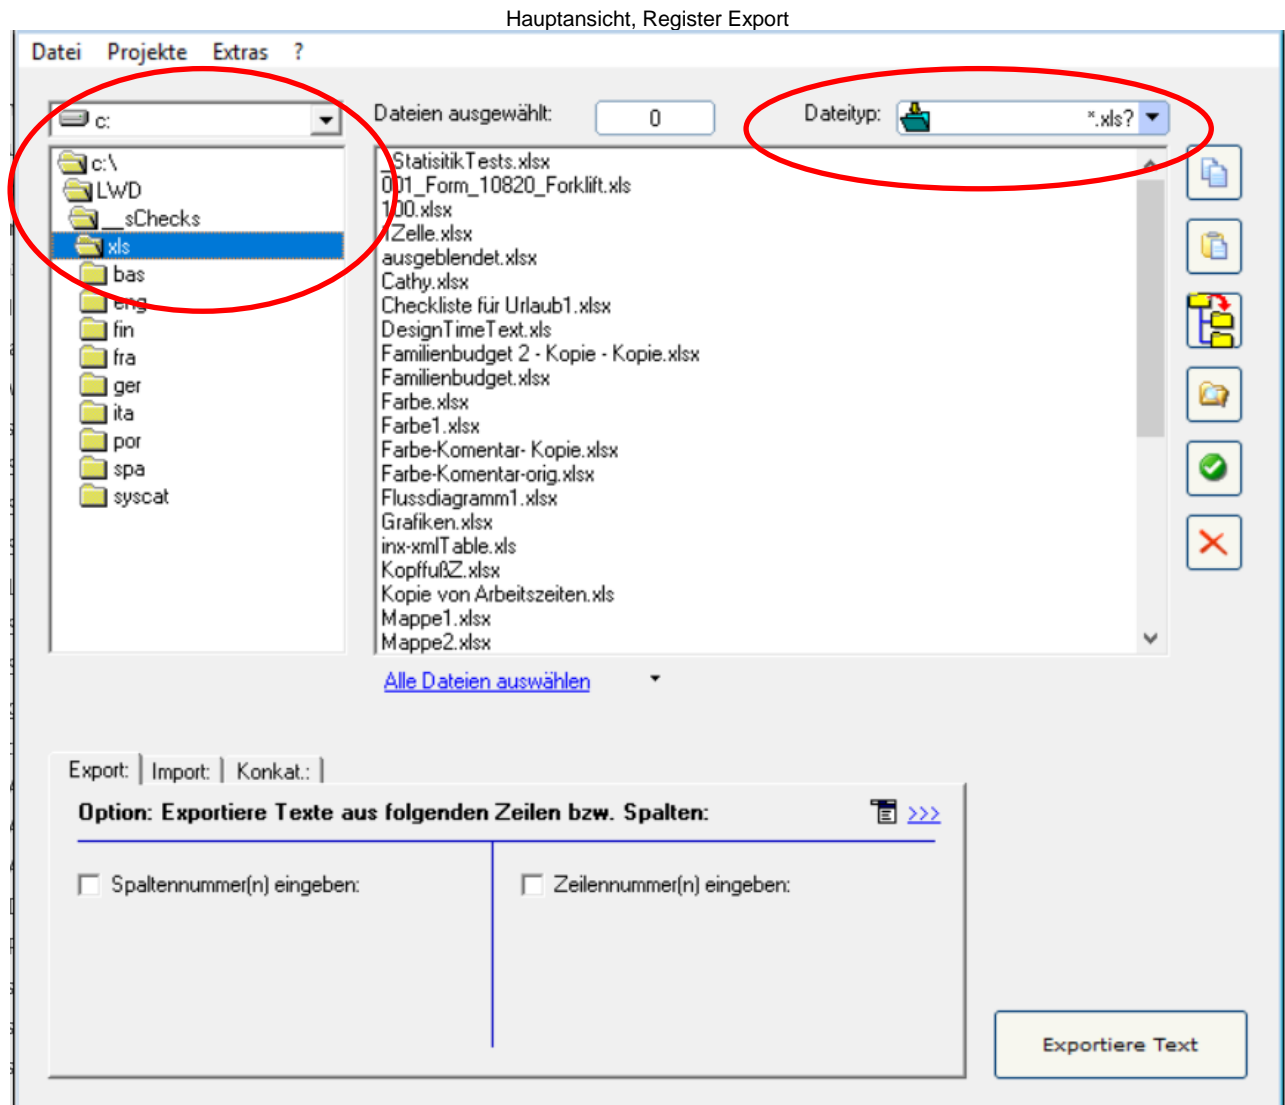 Hauptansicht, Register Export
Datei Projekte Extras ?
c:
Dateien ausgewählt: 0
Dateityp: *.xls?
c:\
LWD
__sChecks
xls
bas
eng
fin
fra
ger
ita
por
spa
syscat
_StatisitikTests.xlsx
001_Form_10820_Forklift.xls
100.xlsx
1Zelle.xlsx
ausgeblendet.xlsx
Cathy.xlsx
Checkliste für Urlaub1.xlsx
DesignTimeText.xls
Familienbudget 2 - Kopie - Kopie.xlsx
Familienbudget.xlsx
Farbe.xlsx
Farbe1.xlsx
Farbe-Komentar- Kopie.xlsx
Farbe-Komentar-orig.xlsx
Flussdiagramm1.xlsx
Grafiken.xlsx
inx-xmlTable.xls
KopffußZ.xlsx
Kopie von Arbeitszeiten.xls
Mappe1.xlsx
Mappe2.xlsx
Alle Dateien auswählen
Export: Import: Konkat.:
Option: Exportiere Texte aus folgenden Zeilen bzw. Spalten: >>>
Spaltennummer(n) eingeben:
Zeilennummer(n) eingeben:
Exportiere Text